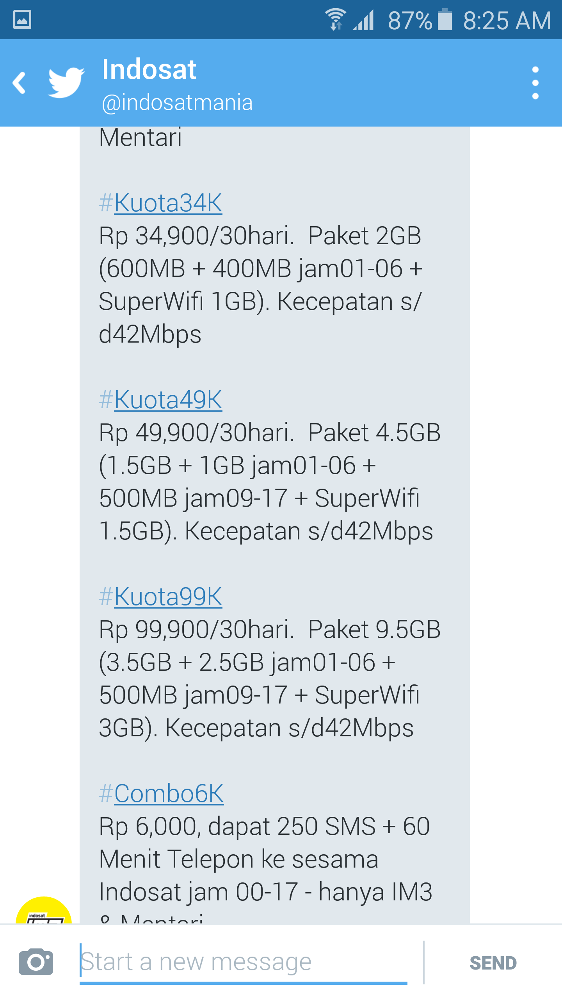 87% 8:25 AM
Indosat
@indosatmania
Mentari
#Kuota34K
Rp 34,900/30hari.  Paket 2GB
(600MB + 400MB jam01-06 +
SuperWifi 1GB). Kecepatan s/
d42Mbps
#Kuota49K
Rp 49,900/30hari.  Paket 4.5GB
(1.5GB + 1GB jam01-06 +
500MB jam09-17 + SuperWifi
1.5GB). Kecepatan s/d42Mbps
#Kuota99K
Rp 99,900/30hari.  Paket 9.5GB
(3.5GB + 2.5GB jam01-06 +
500MB jam09-17 + SuperWifi
3GB). Kecepatan s/d42Mbps
#Combo6K
Rp 6,000, dapat 250 SMS + 60
Menit Telepon ke sesama
Indosat jam 00-17 - hanya IM3
& Mentari
indosat
Start a new message
SEND